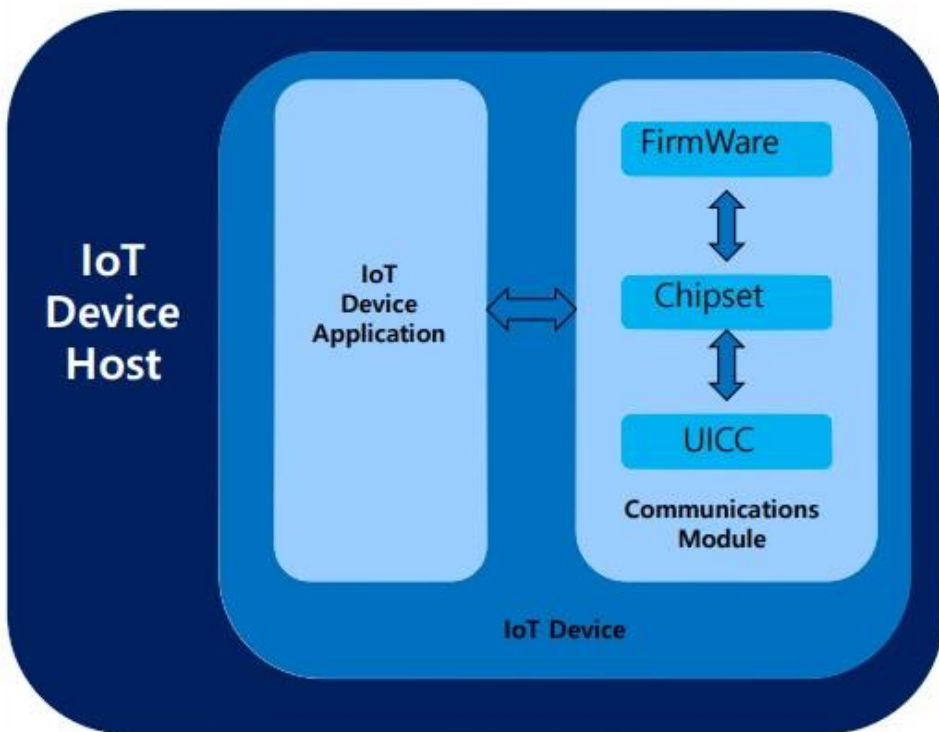 IoT
Device
Host
IoT
Device
Application
FirmWare
Chipset
UICC
Communications
Module
IoT Device